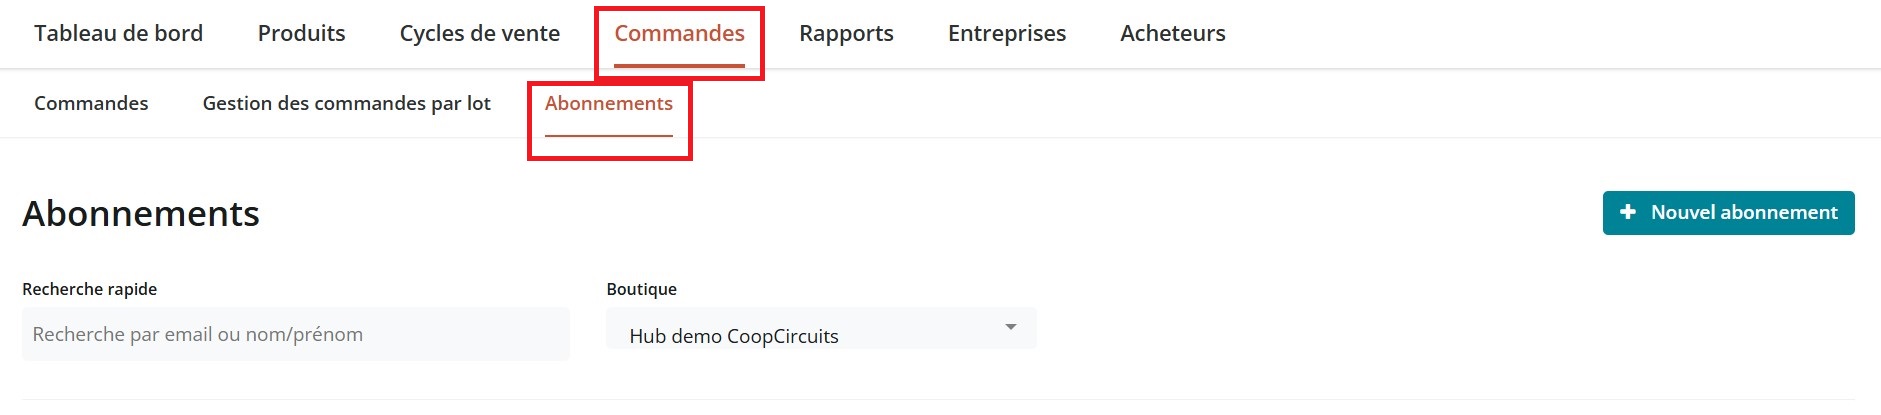 Tableau de bord Produits Cycles de vente Commandes Rapports Entreprises Acheteurs
Commandes Gestion des commandes par lot Abonnements
Abonnements
Nouvel abonnement
Recherche rapide Boutique
Recherche par email ou nom/prénom Hub demo CoopCircuits